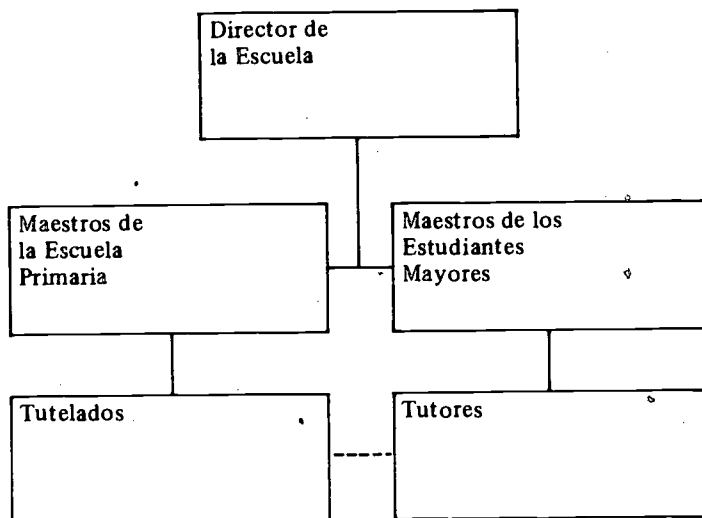 Director de
la Escuela
Maestros de
la Escuela
Primaria
Maestros de los
Estudiantes
Mayores
Tutelados
Tutores